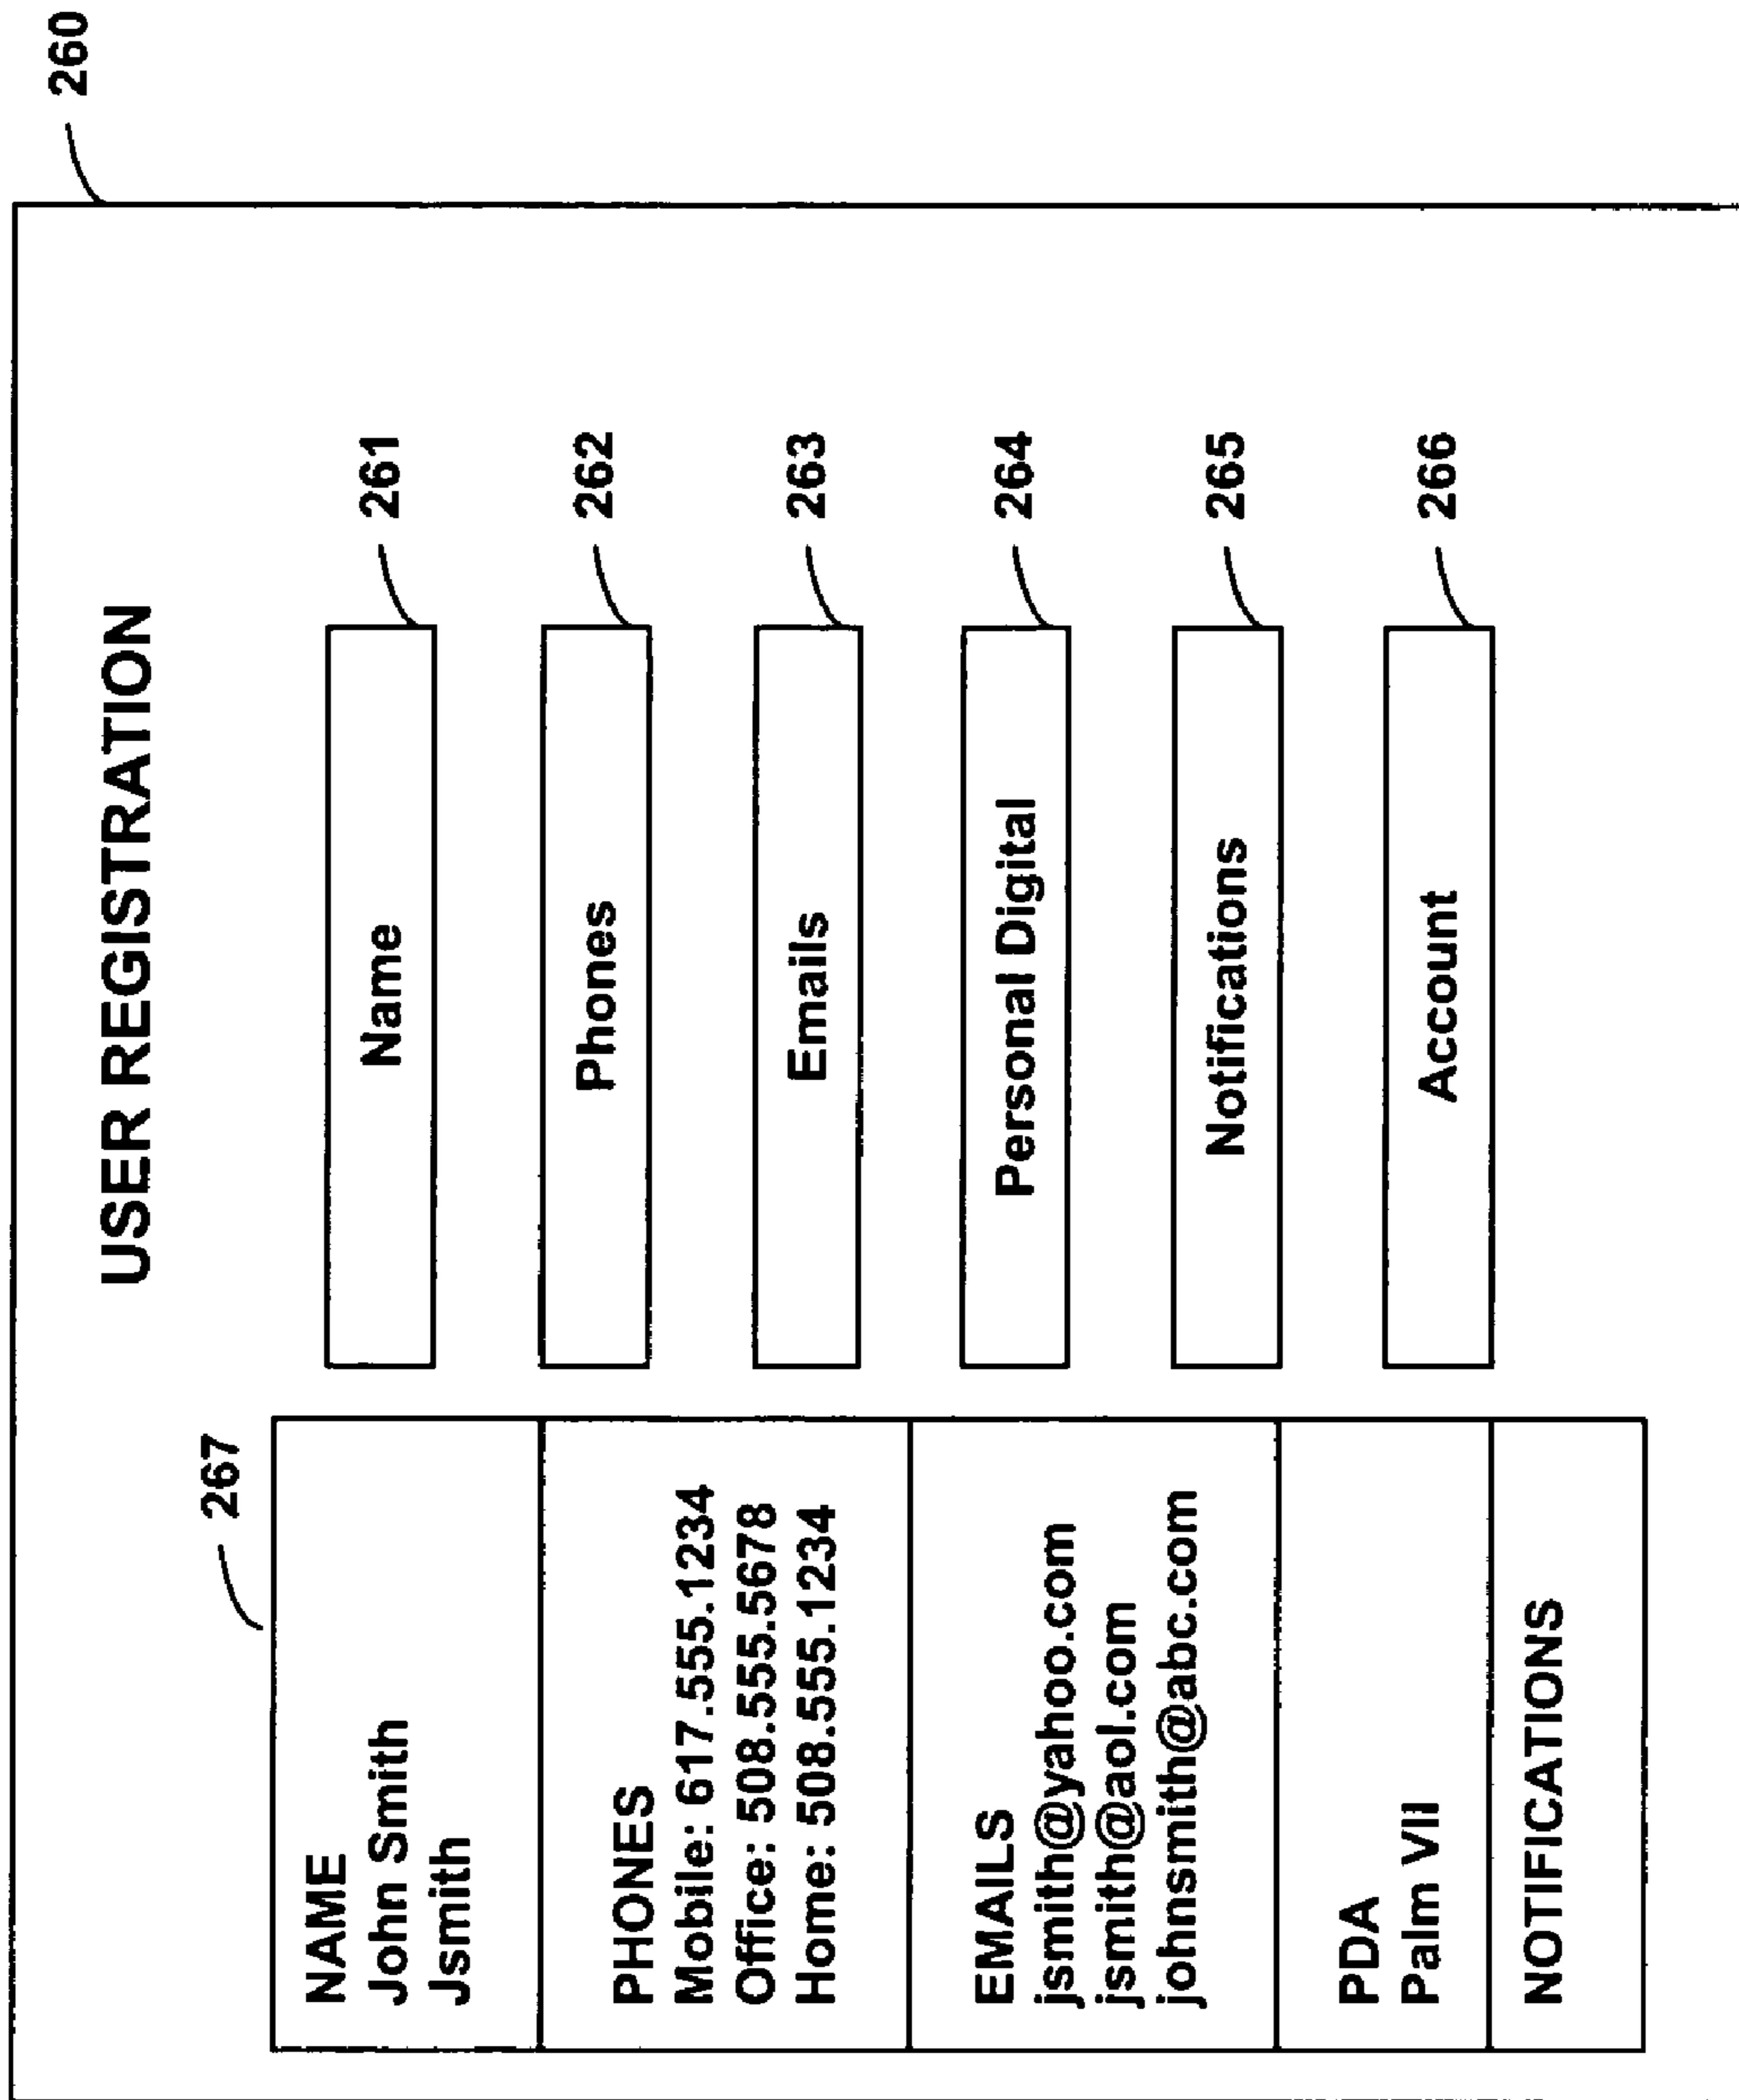 260
USER REGISTRATION
267
NAME
John Smith
Jsmith
PHONES
Mobile: 617.555.1234
Office: 508.555.5678
Home: 508.555.1234
EMAILS
jsmith@yahoo.com
jsmith@aol.com
johnsmith@abc.com
PDA
Palm VII
NOTIFICATIONS
Name
261
Phones
262
Emails
263
Personal Digital
264
Notifications
265
Account
266